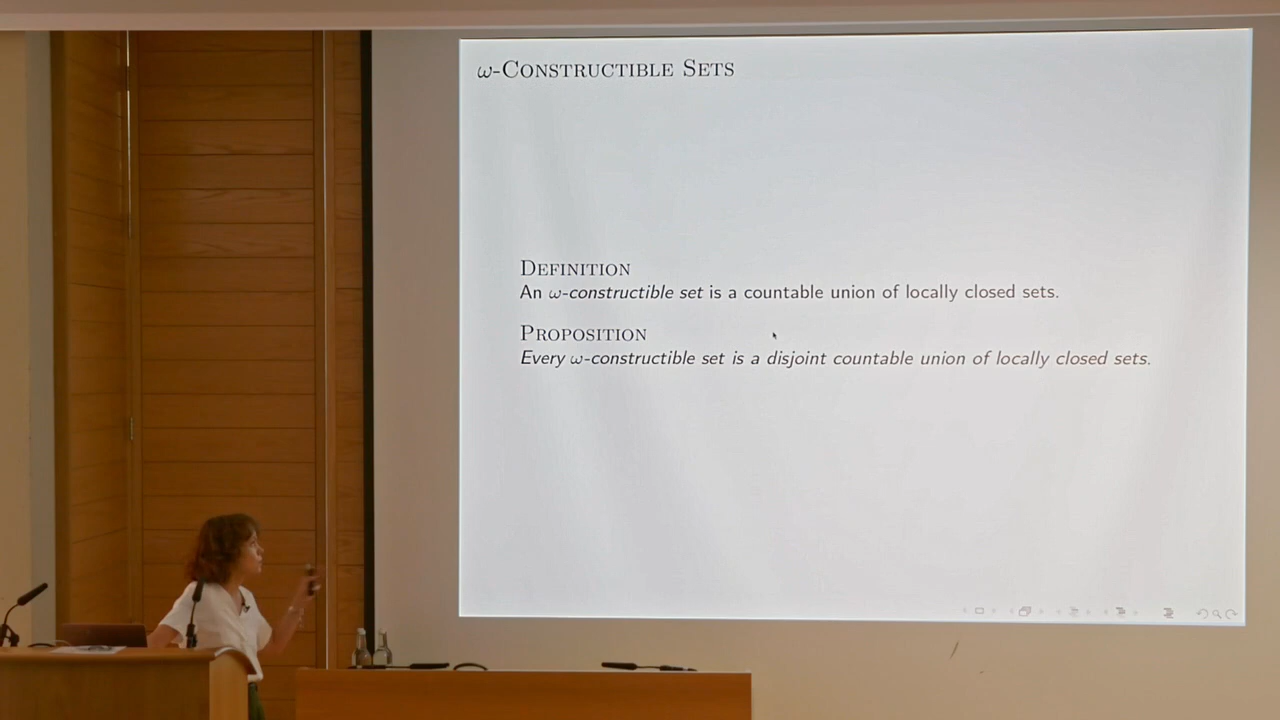 ω-Constructible Sets
Definition
An ω-constructible set is a countable union of locally closed sets.
Proposition
Every ω-constructible set is a disjoint countable union of locally closed sets.